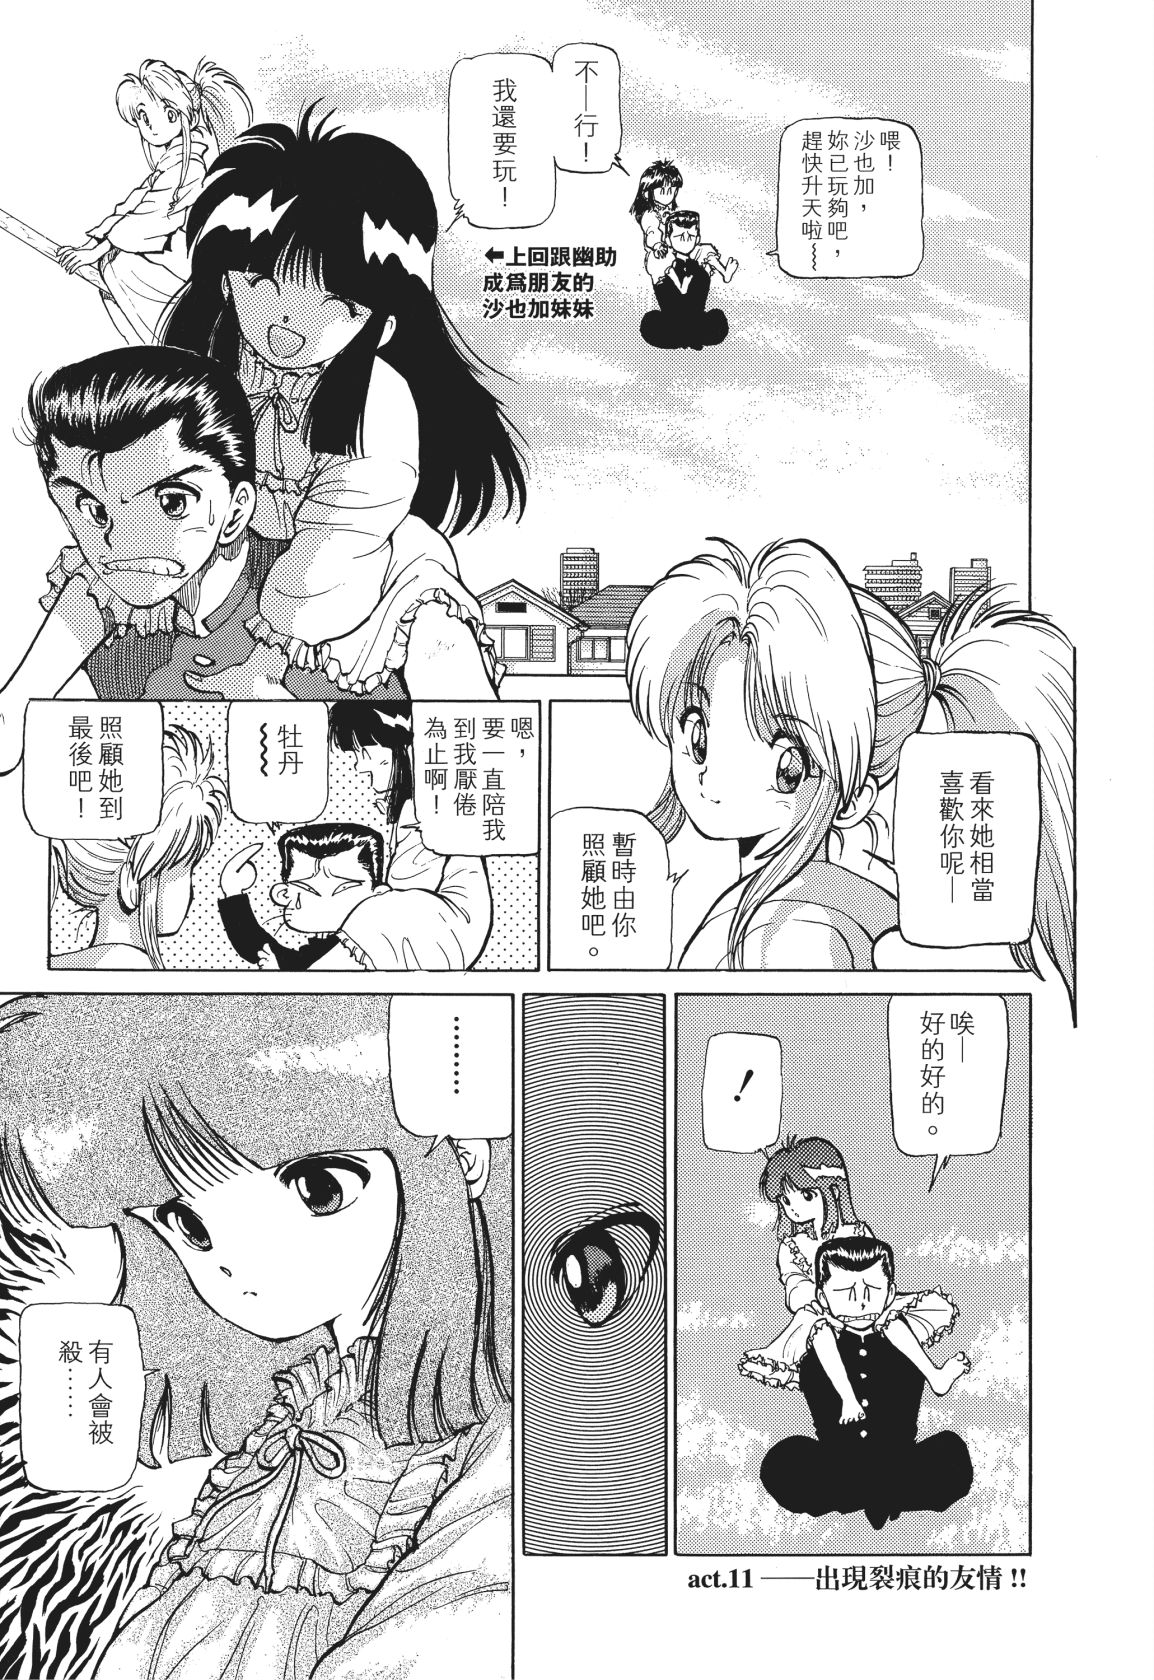 喂！
沙也加，
妳已玩夠吧，
趕快升天啦～
不—行！
我還要玩！
←上回跟幽助
成為朋友的
沙也加妹妹
看來她相當
喜歡你呢—
暫時由你
照顧她吧。
嗯，
要一直陪我
到我厭倦
為止啊！
牡丹
～
照顧她到
最後吧！
唉—
好的好的。
！
act.11 ——出現裂痕的友情!!
………
有人會被
殺……